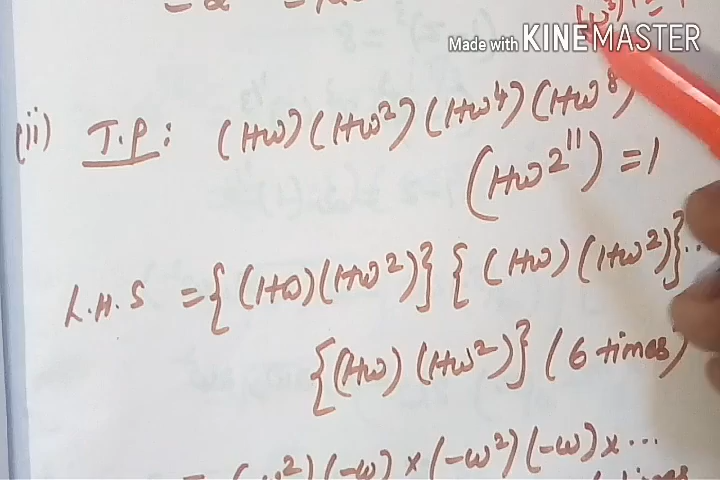 (ω³)
Made with KINEMASTER
(ii) T.P: (1+ω)(1+ω²)(1+ω⁴)(1+ω⁸)
(1+ω2¹¹) = 1
L.H.S = {(1+ω)(1+ω²)} {(1+ω)(1+ω²)}...
{(1+ω)(1+ω²)} (6 times)
(-ω) × (-ω²)(-ω) × ...